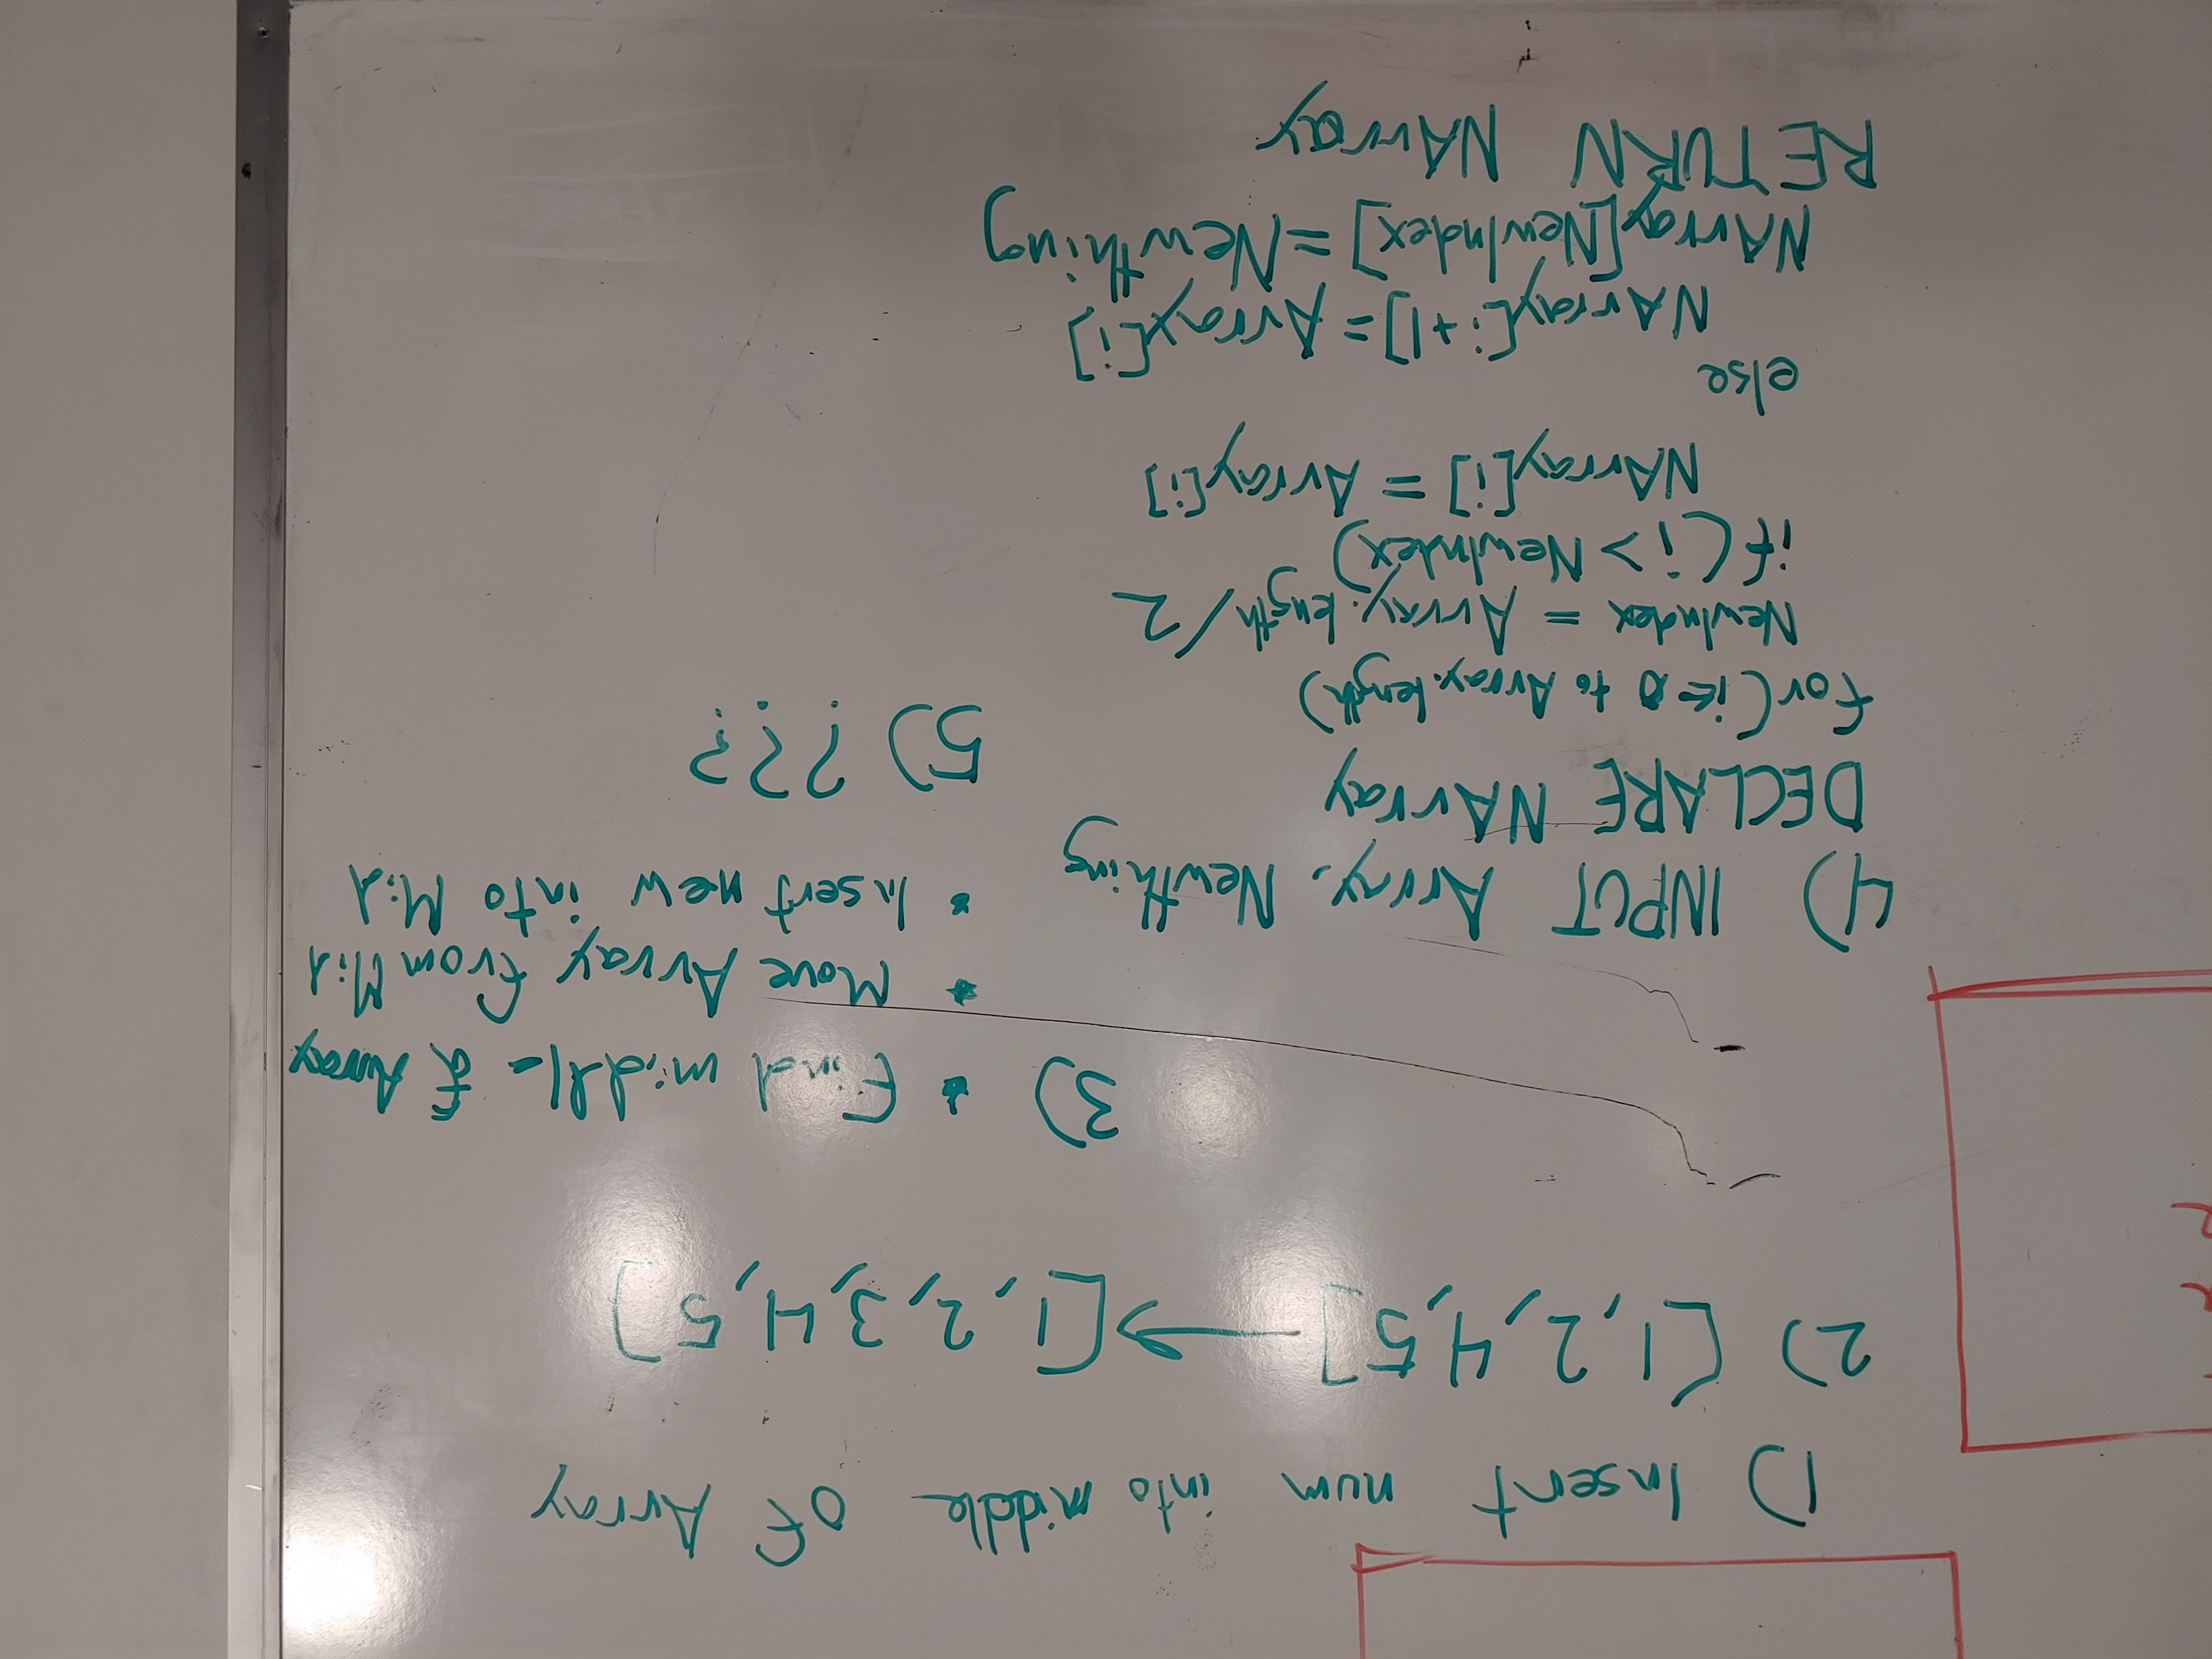 1) Insert num into middle of Array
2) [1,2,4,5] → [1,2,3,4,5]
3) * Find middle of Array
* Move Array from Mid
* Insert new into Mid
4) INPUT Array, Newthing
DECLARE NArray
for(i← 0 to Array.length)
NewIndex = Array.length/2
if(i > NewIndex)
NArray[i] = Array[i]
else
NArray[i+1] = Array[i]
NArray[NewIndex] = Newthing
RETURN NArray
5) ???